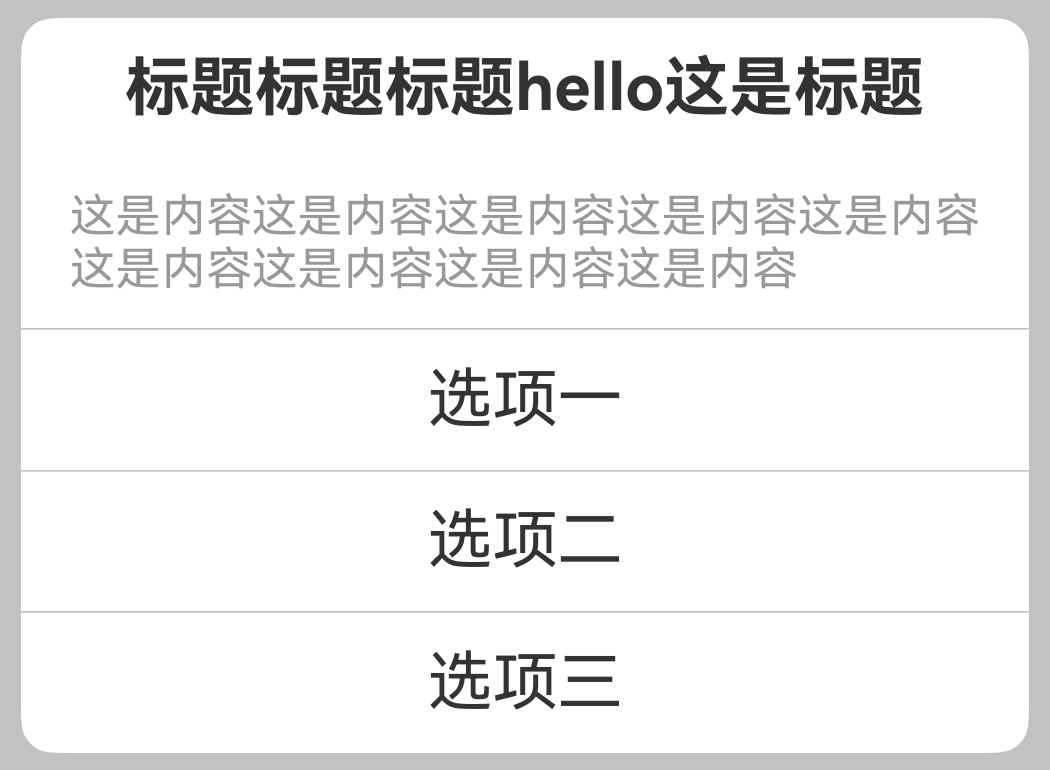 标题标题标题hello这是标题
这是内容这是内容这是内容这是内容这是内容
这是内容这是内容这是内容这是内容
选项一
选项二
选项三